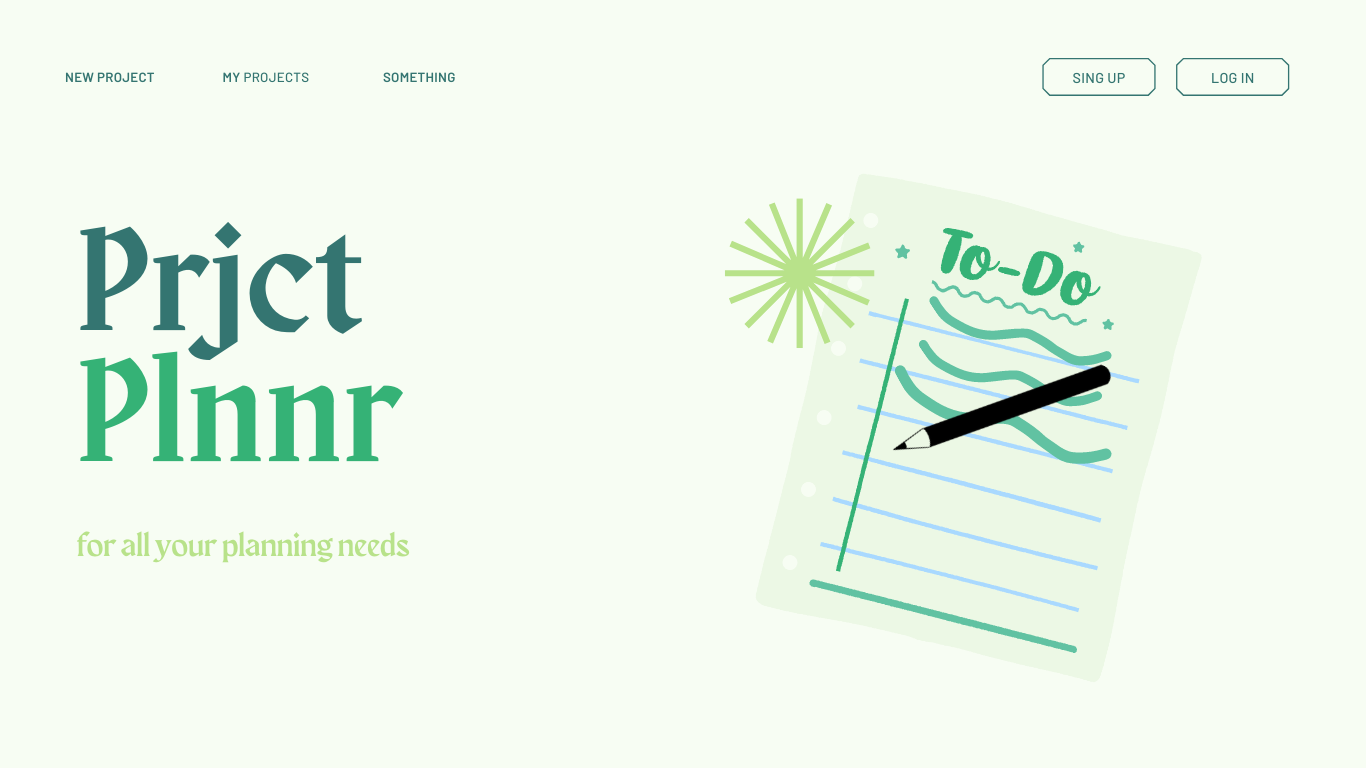 NEW PROJECT
MY PROJECTS
SOMETHING
SING UP
LOG IN
Prjct
Plnnr
for all your planning needs
To-Do